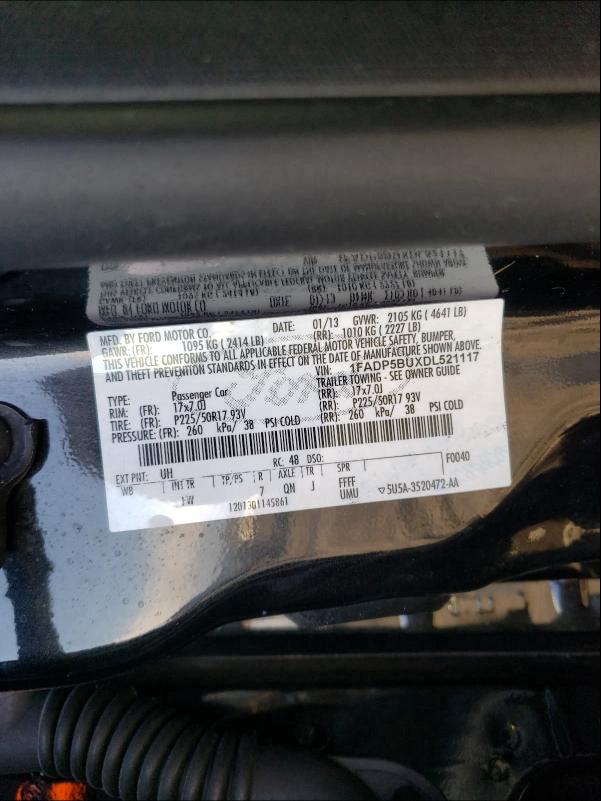 MFD. BY FORD MOTOR CO. DATE: 01/13 GVWR: 2105 KG ( 4641 LB)
GAWR: (FR): 1095 KG ( 2414 LB) (RR): 1010 KG ( 2227 LB)
THIS VEHICLE CONFORMS TO ALL APPLICABLE FEDERAL MOTOR VEHICLE SAFETY, BUMPER,
AND THEFT PREVENTION STANDARDS IN EFFECT ON THE DATE OF MANUFACTURE SHOWN ABOVE.
VIN: 1FADP5BUXDL521117
TYPE: Passenger Car TRAILER TOWING - SEE OWNER GUIDE
RIM: (FR): 17x7.0J (RR): 17x7.0J
TIRE: (FR): P225/50R17 93V (RR): P225/50R17 93V
PRESSURE: (FR): 260 kPa/ 38 PSI COLD (RR): 260 kPa/ 38 PSI COLD
EXT PNT: UH RC: 48 DSO: F0040
WB INT TR TP/PS R AXLE TR SPR
7 QM J FFFF
1201301145861 UMU ▽5U5A-3520472-AA